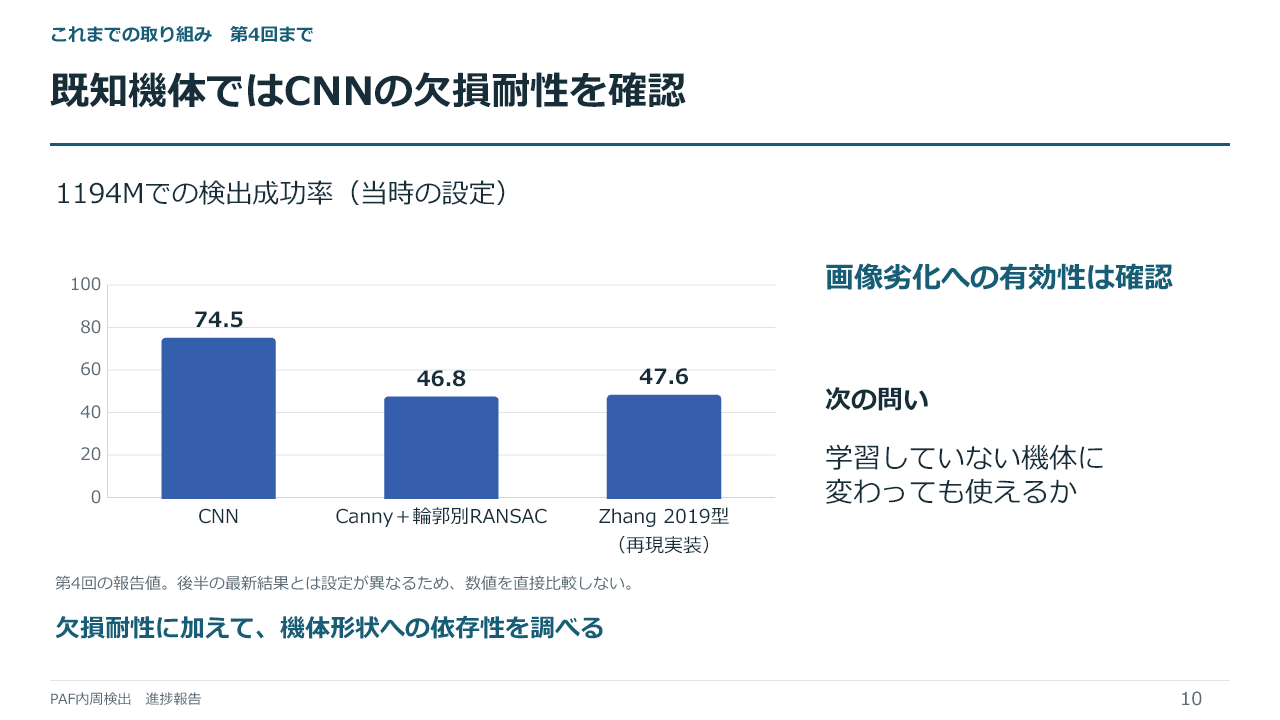 これまでの取り組み　第4回まで
既知機体ではCNNの欠損耐性を確認
1194Mでの検出成功率（当時の設定）
100
80
60
40
20
0
74.5
46.8
47.6
CNN
Canny＋輪郭別RANSAC
Zhang 2019型
（再現実装）
画像劣化への有効性は確認
次の問い
学習していない機体に
変わっても使えるか
第4回の報告値。後半の最新結果とは設定が異なるため、数値を直接比較しない。
欠損耐性に加えて、機体形状への依存性を調べる
PAF内周検出　進捗報告
10